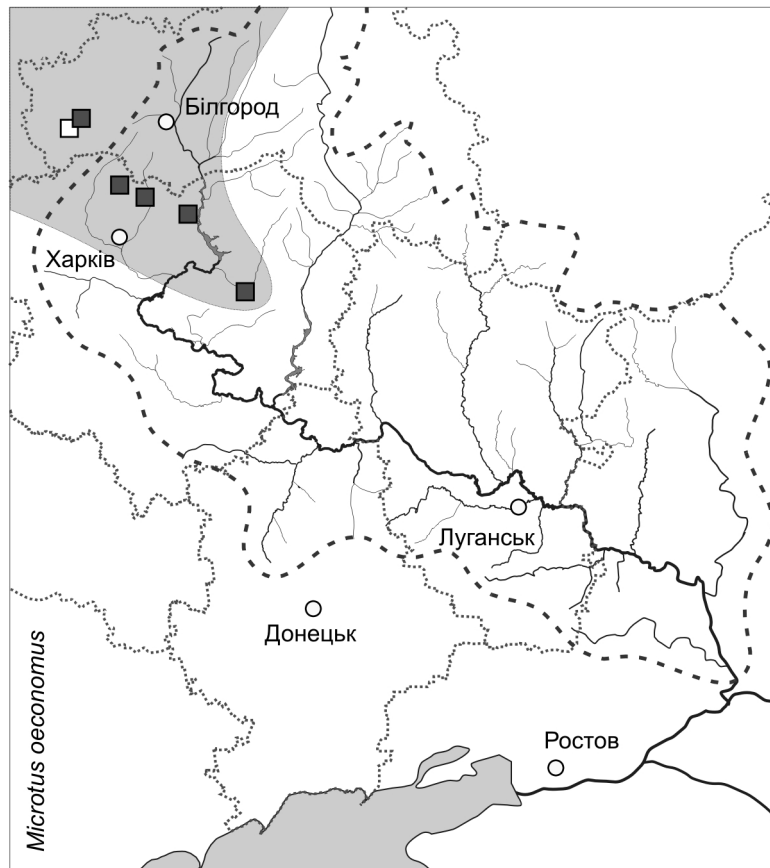 Білгород
Харків
Луганськ
Донецьк
Ростов
Microtus oeconomus